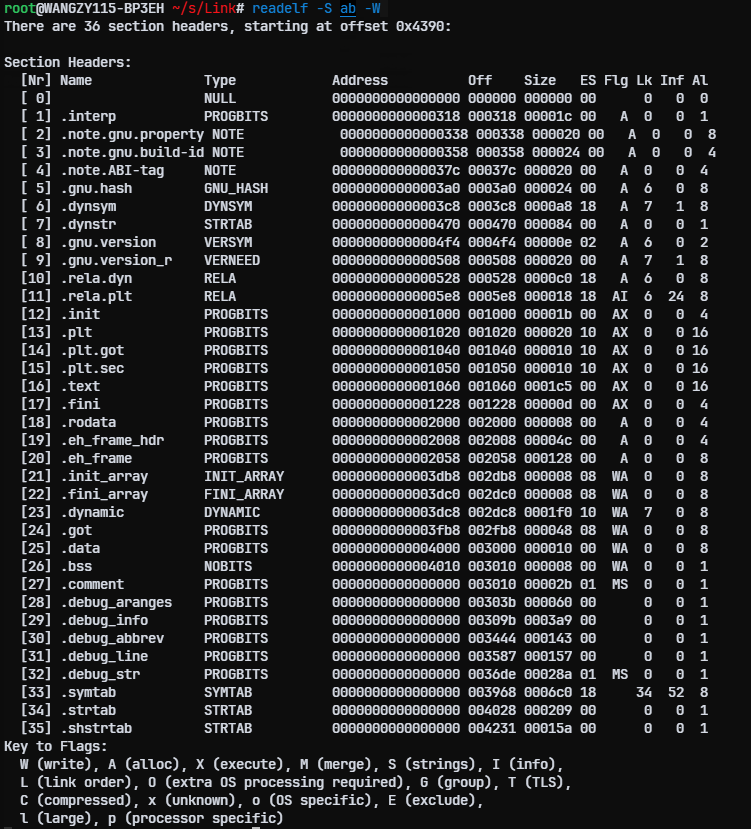 root@WANGZY115-BP3EH ~/s/Link# readelf -S ab -W
There are 36 section headers, starting at offset 0x4390:
Section Headers:
[Nr] Name Type Address Off Size ES Flg Lk Inf Al
[ 0] NULL 0000000000000000 000000 000000 00 0 0 0
[ 1] .interp PROGBITS 0000000000000318 000318 00001c 00 A 0 0 1
[ 2] .note.gnu.property NOTE 0000000000000338 000338 000020 00 A 0 0 8
[ 3] .note.gnu.build-id NOTE 0000000000000358 000358 000024 00 A 0 0 4
[ 4] .note.ABI-tag NOTE 000000000000037c 00037c 000020 00 A 0 0 4
[ 5] .gnu.hash GNU_HASH 00000000000003a0 0003a0 000024 00 A 6 0 8
[ 6] .dynsym DYNSYM 00000000000003c8 0003c8 0000a8 18 A 7 1 8
[ 7] .dynstr STRTAB 0000000000000470 000470 000084 00 A 0 0 1
[ 8] .gnu.version VERSYM 00000000000004f4 0004f4 00000e 02 A 6 0 2
[ 9] .gnu.version_r VERNEED 0000000000000508 000508 000020 00 A 7 1 8
[10] .rela.dyn RELA 0000000000000528 000528 0000c0 18 A 6 0 8
[11] .rela.plt RELA 00000000000005e8 0005e8 000018 18 AI 6 24 8
[12] .init PROGBITS 0000000000001000 001000 00001b 00 AX 0 0 4
[13] .plt PROGBITS 0000000000001020 001020 000020 10 AX 0 0 16
[14] .plt.got PROGBITS 0000000000001040 001040 000010 10 AX 0 0 16
[15] .plt.sec PROGBITS 0000000000001050 001050 000010 10 AX 0 0 16
[16] .text PROGBITS 0000000000001060 001060 0001c5 00 AX 0 0 16
[17] .fini PROGBITS 0000000000001228 001228 00000d 00 AX 0 0 4
[18] .rodata PROGBITS 0000000000002000 002000 000008 00 A 0 0 4
[19] .eh_frame_hdr PROGBITS 0000000000002008 002008 00004c 00 A 0 0 4
[20] .eh_frame PROGBITS 0000000000002058 002058 000128 00 A 0 0 8
[21] .init_array INIT_ARRAY 0000000000003db8 002db8 000008 08 WA 0 0 8
[22] .fini_array FINI_ARRAY 0000000000003dc0 002dc0 000008 08 WA 0 0 8
[23] .dynamic DYNAMIC 0000000000003dc8 002dc8 0001f0 10 WA 7 0 8
[24] .got PROGBITS 0000000000003fb8 002fb8 000048 08 WA 0 0 8
[25] .data PROGBITS 0000000000004000 003000 000010 00 WA 0 0 8
[26] .bss NOBITS 0000000000004010 003010 000008 00 WA 0 0 1
[27] .comment PROGBITS 0000000000000000 003010 00002b 01 MS 0 0 1
[28] .debug_aranges PROGBITS 0000000000000000 00303b 000060 00 0 0 1
[29] .debug_info PROGBITS 0000000000000000 00309b 0003a9 00 0 0 1
[30] .debug_abbrev PROGBITS 0000000000000000 003444 000143 00 0 0 1
[31] .debug_line PROGBITS 0000000000000000 003587 000157 00 0 0 1
[32] .debug_str PROGBITS 0000000000000000 0036de 00028a 01 MS 0 0 1
[33] .symtab SYMTAB 0000000000000000 003968 0006c0 18 34 52 8
[34] .strtab STRTAB 0000000000000000 004028 000209 00 0 0 1
[35] .shstrtab STRTAB 0000000000000000 004231 00015a 00 0 0 1
Key to Flags:
W (write), A (alloc), X (execute), M (merge), S (strings), I (info),
L (link order), O (extra OS processing required), G (group), T (TLS),
C (compressed), x (unknown), o (OS specific), E (exclude),
l (large), p (processor specific)